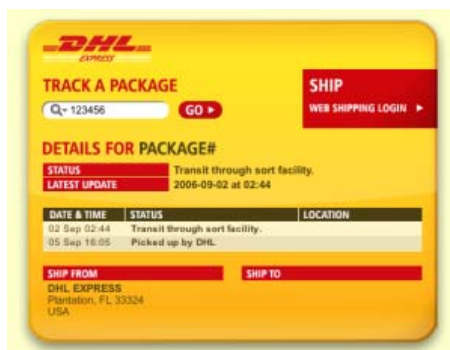 DHL
EXPRESS
TRACK A PACKAGE
123456
GO
SHIP
WEB SHIPPING LOGIN
DETAILS FOR PACKAGE#
STATUS Transit through sort facility.
LATEST UPDATE 2006-09-02 at 02:44
DATE & TIME STATUS LOCATION
02 Sep 02:44 Transit through sort facility.
05 Sep 16:05 Picked up by DHL
SHIP FROM SHIP TO
DHL EXPRESS
Plantation, FL 33324
USA